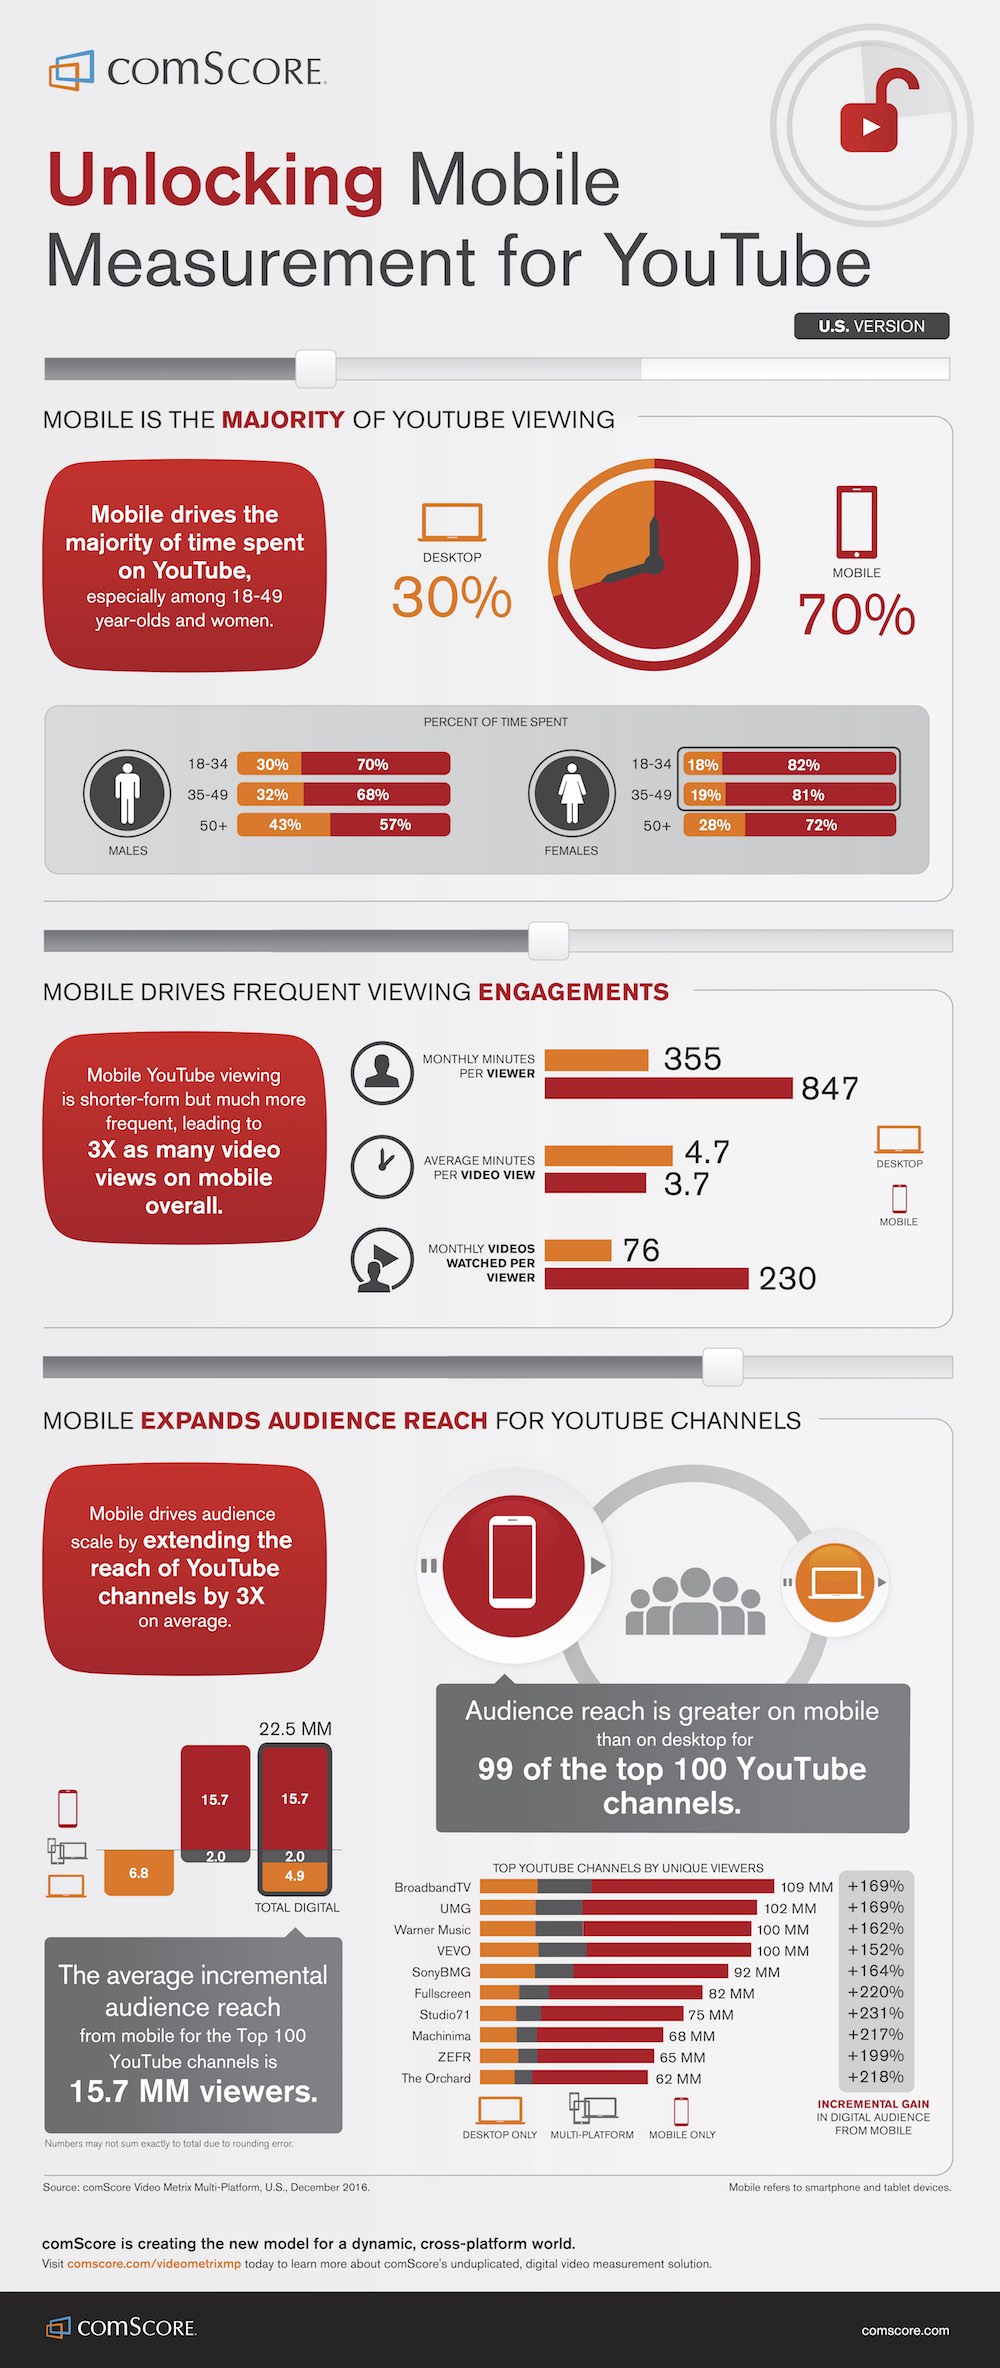 comScore
Unlocking Mobile
Measurement for YouTube
U.S. VERSION
MOBILE IS THE MAJORITY OF YOUTUBE VIEWING
Mobile drives the
majority of time spent
on YouTube,
especially among 18-49
year-olds and women.
DESKTOP
30%
MOBILE
70%
PERCENT OF TIME SPENT
18-34 30% 70%
35-49 32% 68%
50+ 43% 57%
MALES
18-34 18% 82%
35-49 19% 81%
50+ 28% 72%
FEMALES
MOBILE DRIVES FREQUENT VIEWING ENGAGEMENTS
Mobile YouTube viewing
is shorter-form but much more
frequent, leading to
3X as many video
views on mobile
overall.
MONTHLY MINUTES
PER VIEWER
355
847
AVERAGE MINUTES
PER VIDEO VIEW
4.7
3.7
MONTHLY VIDEOS
WATCHED PER
VIEWER
76
230
DESKTOP
MOBILE
MOBILE EXPANDS AUDIENCE REACH FOR YOUTUBE CHANNELS
Mobile drives audience
scale by extending the
reach of YouTube
channels by 3X
on average.
Audience reach is greater on mobile
than on desktop for
99 of the top 100 YouTube
channels.
22.5 MM
15.7 15.7
2.0 2.0
6.8 4.9
TOTAL DIGITAL
The average incremental
audience reach
from mobile for the Top 100
YouTube channels is
15.7 MM viewers.
Numbers may not sum exactly to total due to rounding error.
TOP YOUTUBE CHANNELS BY UNIQUE VIEWERS
BroadbandTV 109 MM +169%
UMG 102 MM +169%
Warner Music 100 MM +162%
VEVO 100 MM +152%
SonyBMG 92 MM +164%
Fullscreen 82 MM +220%
Studio71 75 MM +231%
Machinima 68 MM +217%
ZEFR 65 MM +199%
The Orchard 62 MM +218%
DESKTOP ONLY MULTI-PLATFORM MOBILE ONLY
INCREMENTAL GAIN
IN DIGITAL AUDIENCE
FROM MOBILE
Source: comScore Video Metrix Multi-Platform, U.S., December 2016.
Mobile refers to smartphone and tablet devices.
comScore is creating the new model for a dynamic, cross-platform world.
Visit comscore.com/videometrixmp today to learn more about comScore's unduplicated, digital video measurement solution.
comScore
comscore.com